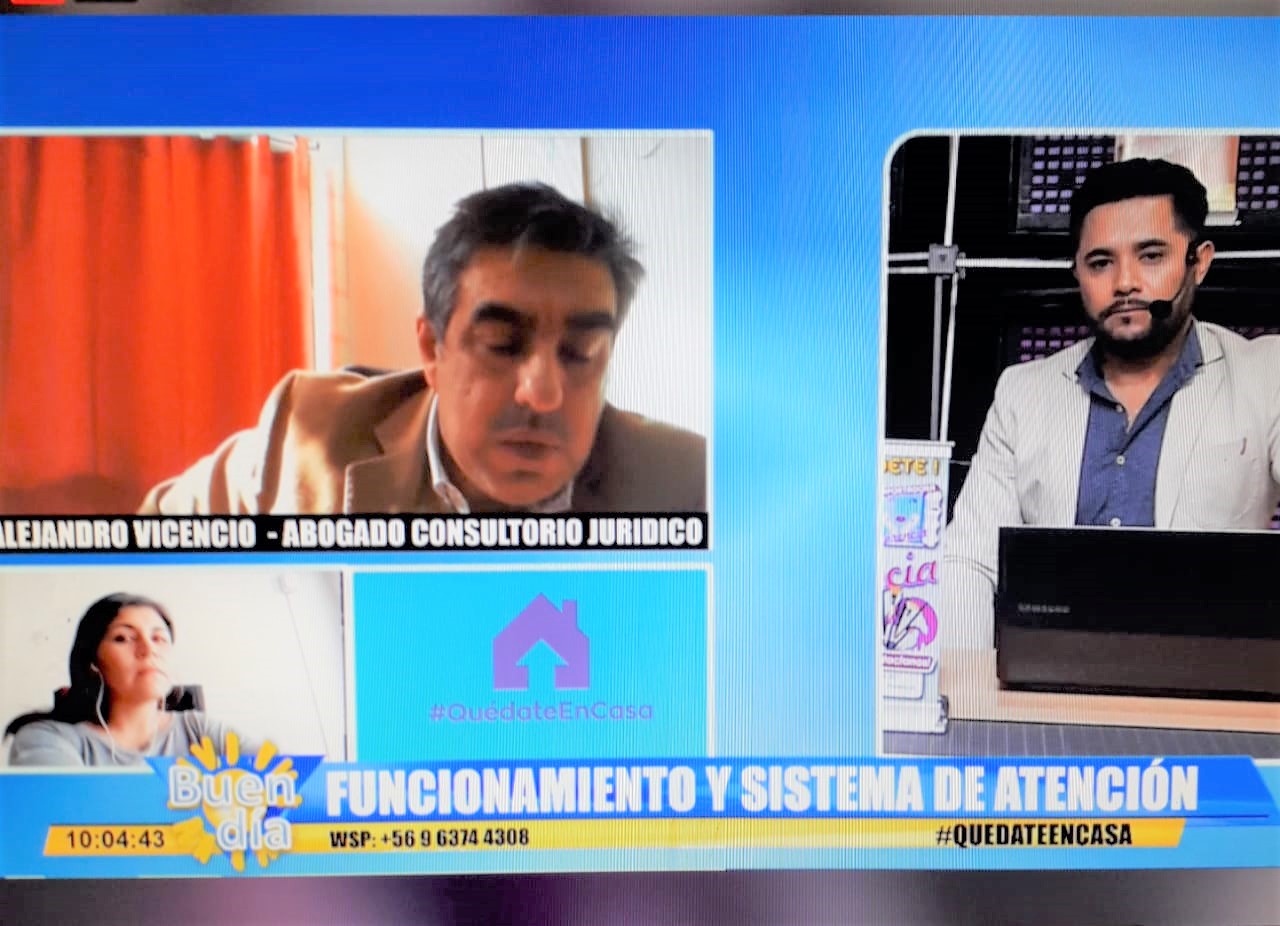 ALEJANDRO VICENCIO - ABOGADO CONSULTORIO JURIDICO
#QuédateEnCasa
SAMSUNG
Buen día
FUNCIONAMIENTO Y SISTEMA DE ATENCIÓN
10:04:43
WSP: +56 9 6374 4308
#QUEDATEENCASA